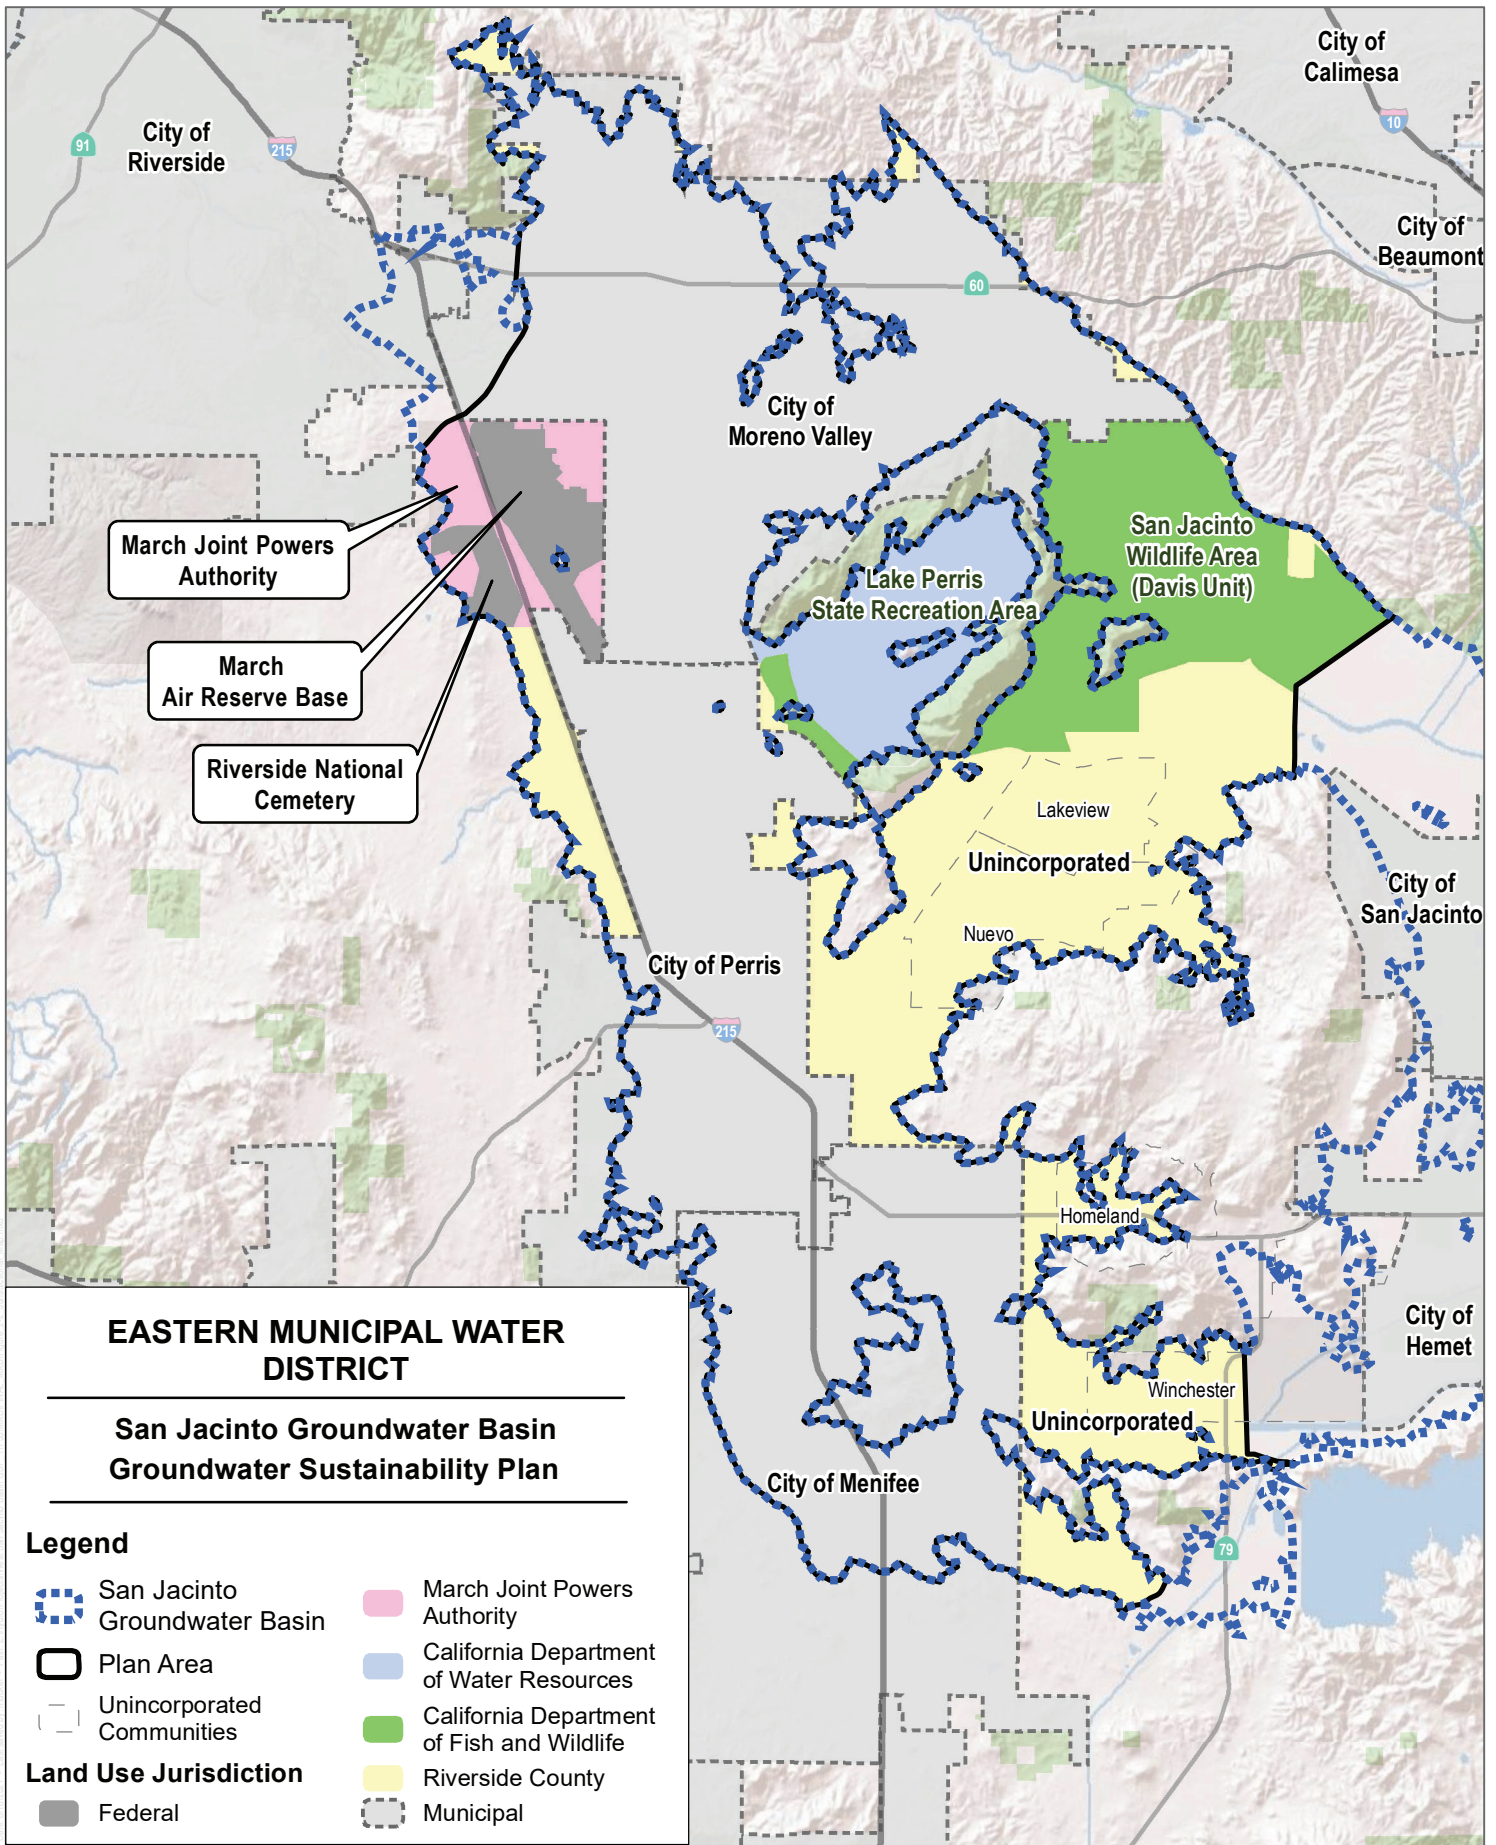 City of
Calimesa
10
City of
Riverside
91
215
City of
Beaumont
60
City of
Moreno Valley
March Joint Powers
Authority
San Jacinto
Wildlife Area
(Davis Unit)
Lake Perris
State Recreation Area
March
Air Reserve Base
Riverside National
Cemetery
Lakeview
Unincorporated
City of
San Jacinto
Nuevo
City of Perris
215
Homeland
City of
Hemet
Winchester
Unincorporated
City of Menifee
79
EASTERN MUNICIPAL WATER
DISTRICT
San Jacinto Groundwater Basin
Groundwater Sustainability Plan
Legend
San Jacinto
Groundwater Basin
Plan Area
Unincorporated
Communities
Land Use Jurisdiction
Federal
March Joint Powers
Authority
California Department
of Water Resources
California Department
of Fish and Wildlife
Riverside County
Municipal